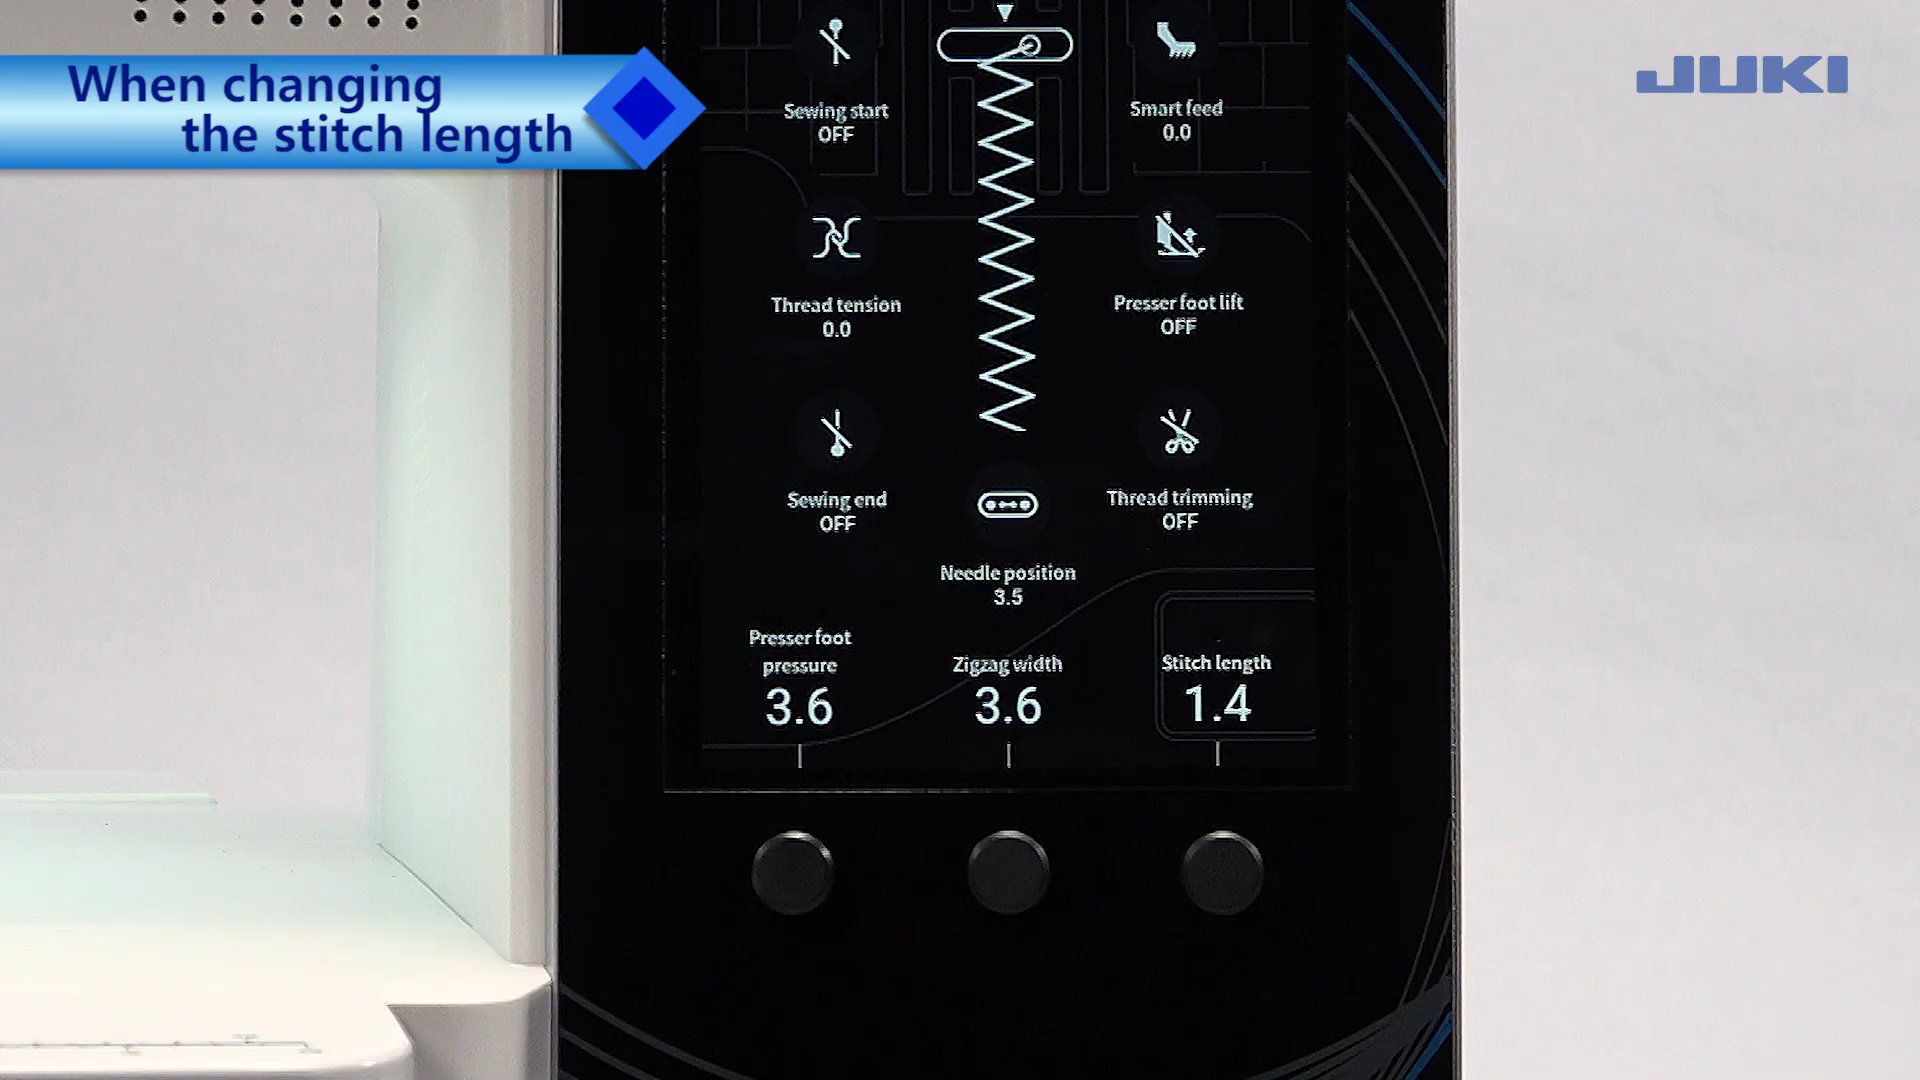 When changing
the stitch length
JUKI
Sewing start
OFF
Smart feed
0.0
Thread tension
0.0
Presser foot lift
OFF
Sewing end
OFF
Thread trimming
OFF
Needle position
3.5
Presser foot
pressure
3.6
Zigzag width
3.6
Stitch length
1.4